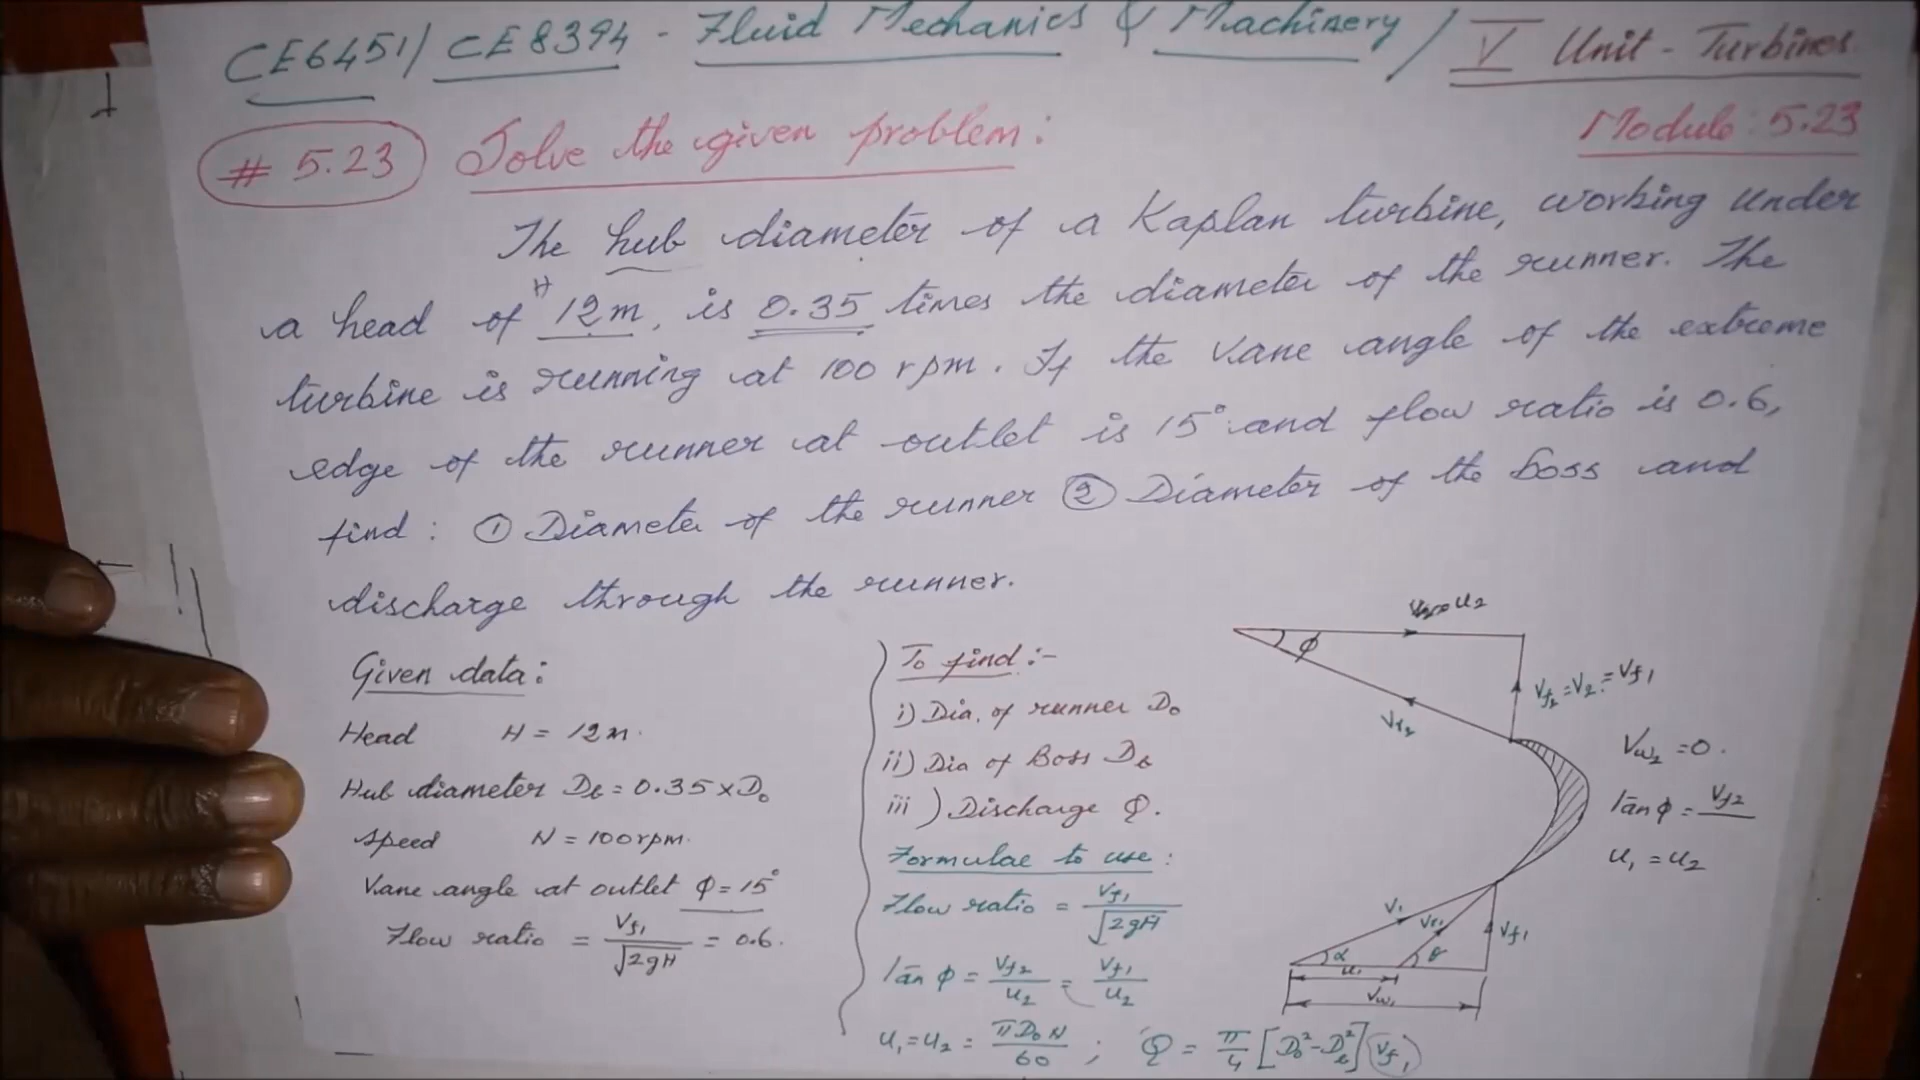 CE6451/ CE8394 - Fluid Mechanics & Machinery / V Unit - Turbines
Module: 5.23
# 5.23 Solve the given problem:
The hub diameter of a Kaplan turbine, working under
a head of 12m, is 0.35 times the diameter of the runner. The
H
turbine is running at 100 rpm. If the vane angle of the extreme
edge of the runner at outlet is 15° and flow ratio is 0.6,
find : ① Diameter of the runner ② Diameter of the boss and
discharge through the runner.
Given data:
Head H = 12m.
Hub diameter Db = 0.35 x D₀
Speed N = 100rpm.
Vane angle at outlet φ = 15°
Flow ratio = Vf₁ / √2gH = 0.6.
To find :-
i) Dia. of runner D₀
ii) Dia of Boss Db
iii) Discharge Q.
Formulae to use :
Flow ratio = Vf₁ / √2gH
tan φ = Vf₂ / u₂ = Vf₁ / u₂
u₁ = u₂ = πD₀N / 60 ; Q = π/4 [D₀² - Db²] Vf₁
u₂
φ
Vr₂
Vf₂ = V₂ = Vf₁
Vw₂ = 0.
tan φ = Vf₂
u₁ = u₂
V₁
Vr₁
Vf₁
α
θ
u₁
Vw₁